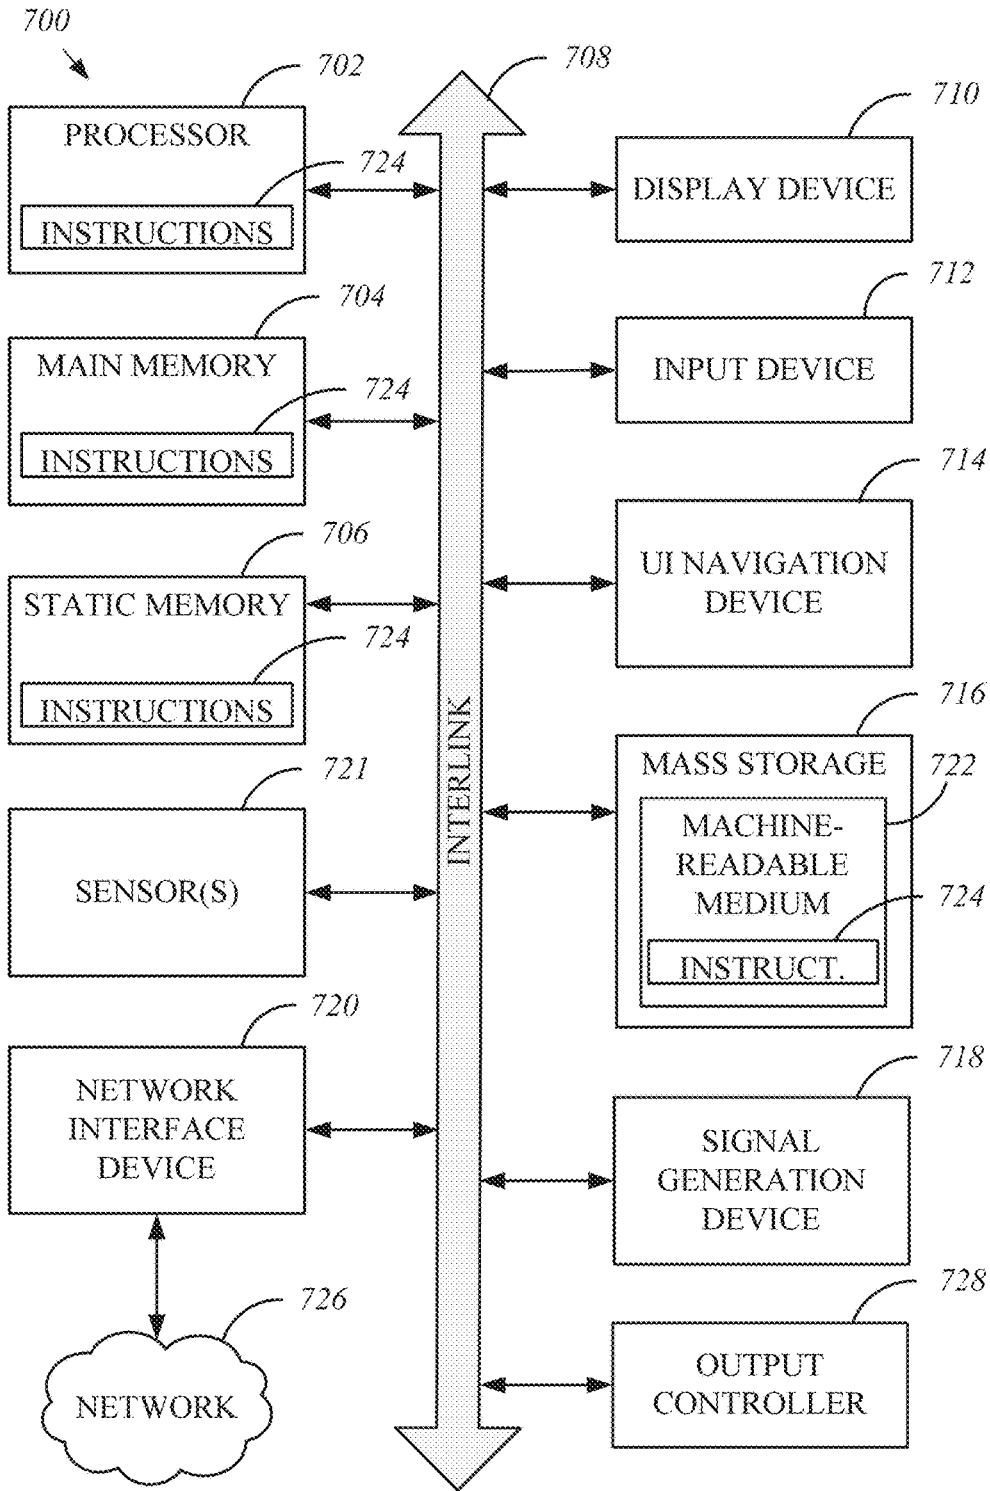 700
702
PROCESSOR
724
INSTRUCTIONS
704
MAIN MEMORY
724
INSTRUCTIONS
706
STATIC MEMORY
724
INSTRUCTIONS
721
SENSOR(S)
720
NETWORK
INTERFACE
DEVICE
726
NETWORK
708
INTERLINK
710
DISPLAY DEVICE
712
INPUT DEVICE
714
UI NAVIGATION
DEVICE
716
MASS STORAGE
722
MACHINE-
READABLE
MEDIUM
724
INSTRUCT.
718
SIGNAL
GENERATION
DEVICE
728
OUTPUT
CONTROLLER